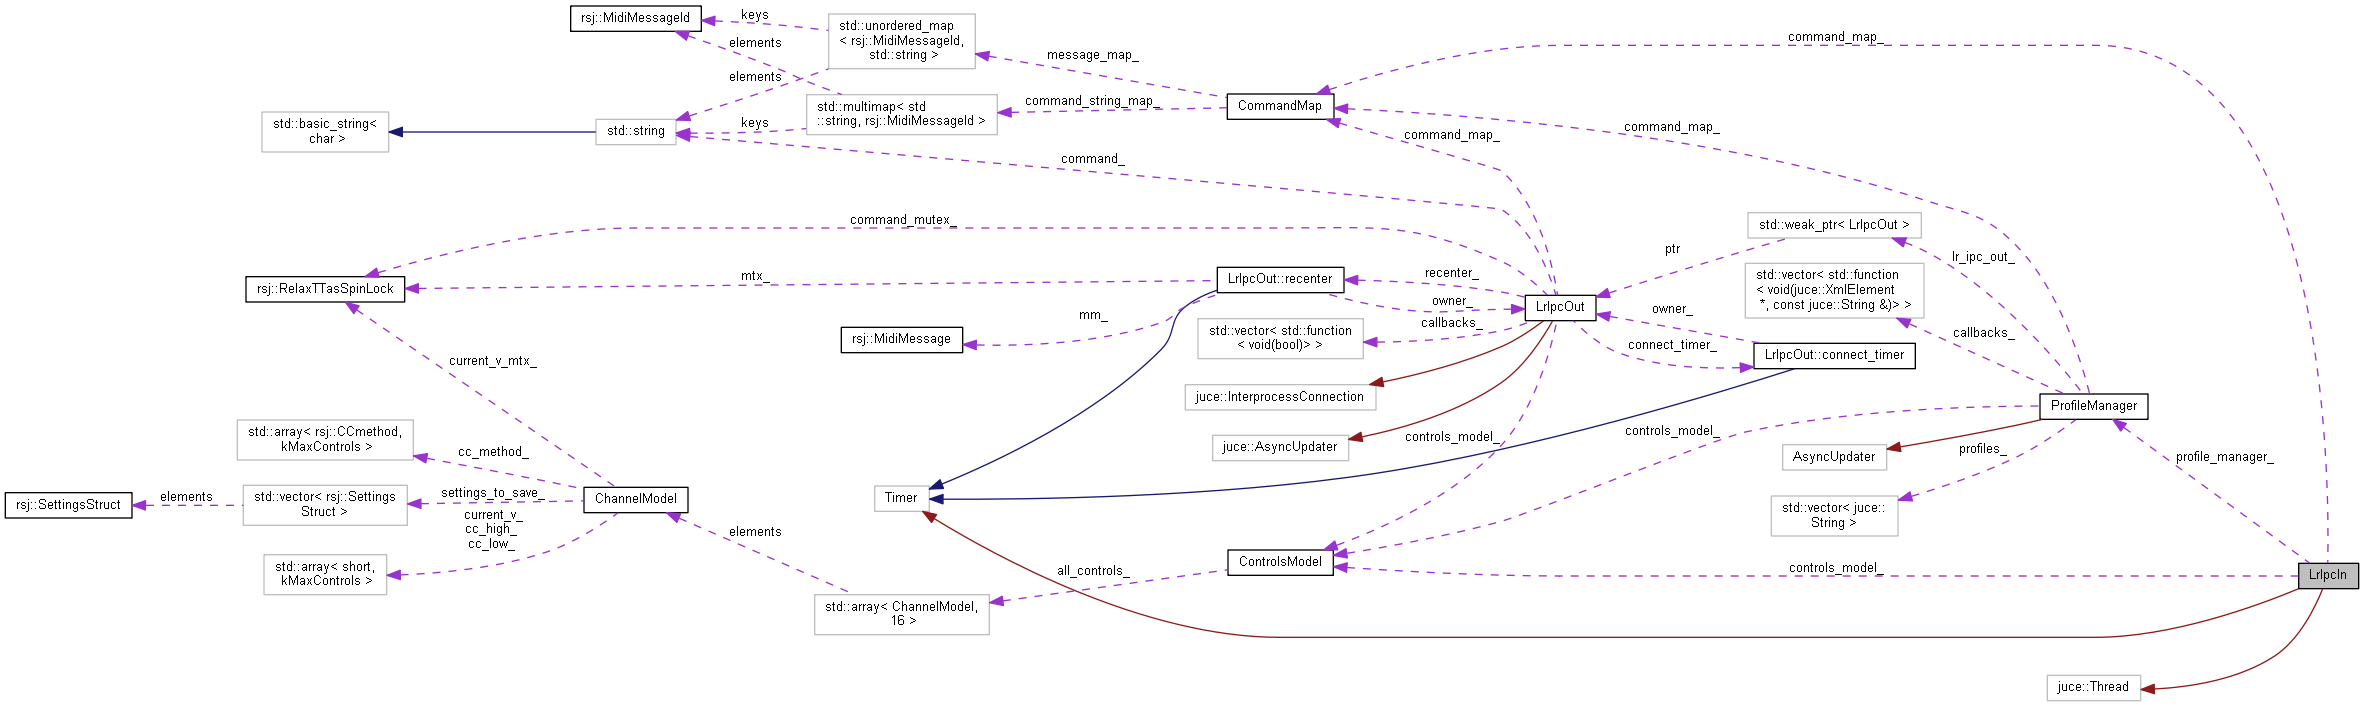 rsj::MidiMessageId
keys
std::unordered_map
< rsj::MidiMessageId,
std::string >
elements
message_map_
command_map_
elements
std::multimap< std
::string, rsj::MidiMessageId >
command_string_map_
CommandMap
std::basic_string<
char >
std::string
keys
command_
command_map_
command_map_
command_mutex_
std::weak_ptr< LrIpcOut >
ptr
lr_ipc_out_
rsj::RelaxTTasSpinLock
mtx_
LrIpcOut::recenter
recenter_
owner_
LrIpcOut
std::vector< std::function
< void(juce::XmlElement
*, const juce::String &)> >
owner_
mm_
rsj::MidiMessage
std::vector< std::function
< void(bool)> >
callbacks_
connect_timer_
LrIpcOut::connect_timer
callbacks_
current_v_mtx_
juce::InterprocessConnection
ProfileManager
std::array< rsj::CCmethod,
kMaxControls >
cc_method_
juce::AsyncUpdater
controls_model_
controls_model_
AsyncUpdater
profiles_
profile_manager_
rsj::SettingsStruct
elements
std::vector< rsj::Settings
Struct >
settings_to_save_
ChannelModel
Timer
std::vector< juce::
String >
current_v_
cc_high_
cc_low_
elements
std::array< short,
kMaxControls >
all_controls_
ControlsModel
controls_model_
LrIpcIn
std::array< ChannelModel,
16 >
juce::Thread